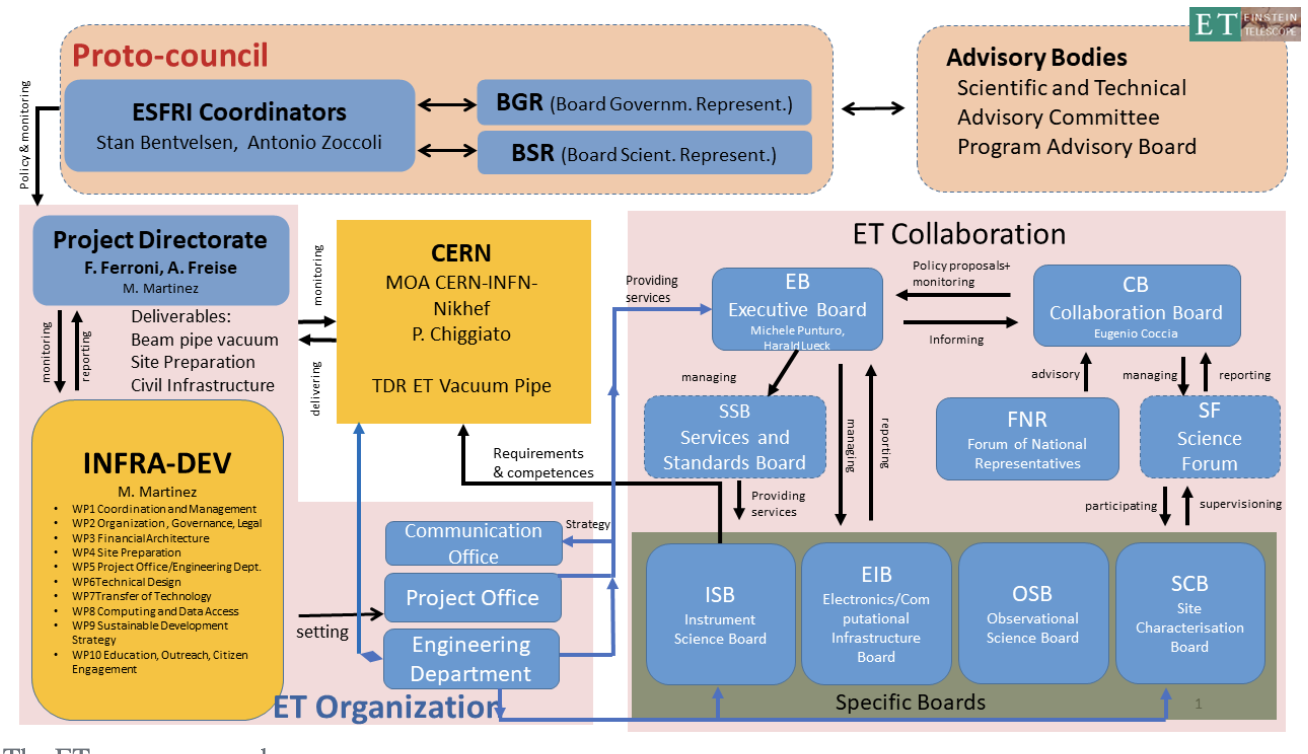 ET EINSTEIN
TELESCOPE
Proto-council
ESFRI Coordinators
Stan Bentvelsen, Antonio Zoccoli
BGR (Board Governm. Represent.)
BSR (Board Scient. Represent.)
Advisory Bodies
Scientific and Technical
Advisory Committee
Program Advisory Board
Policy & monitoring
Project Directorate
F. Ferroni, A. Freise
M. Martinez
monitoring
reporting
Deliverables:
Beam pipe vacuum
Site Preparation
Civil Infrastructure
monitoring
delivering
CERN
MOA CERN-INFN-
Nikhef
P. Chiggiato
TDR ET Vacuum Pipe
INFRA-DEV
M. Martinez
• WP1 Coordination and Management
• WP2 Organization , Governance, Legal
• WP3 Financial Architecture
• WP4 Site Preparation
• WP5 Project Office/Engineering Dept.
• WP6Technical Design
• WP7Transfer of Technology
• WP8 Computing and Data Access
• WP9 Sustainable Development
Strategy
• WP10 Education, Outreach, Citizen
Engagement
setting
Communication
Office
Project Office
Engineering
Department
ET Organization
Strategy
Requirements
& competences
Providing
services
ET Collaboration
EB
Executive Board
Michele Punturo,
Harald Lueck
Policy proposals+
monitoring
Informing
CB
Collaboration Board
Eugenio Coccia
managing
SSB
Services and
Standards Board
Providing
services
managing
reporting
advisory
FNR
Forum of National
Representatives
managing
reporting
SF
Science
Forum
participating
supervisioning
ISB
Instrument
Science Board
EIB
Electronics/Com
putational
Infrastructure
Board
OSB
Observational
Science Board
SCB
Site
Characterisation
Board
Specific Boards
1